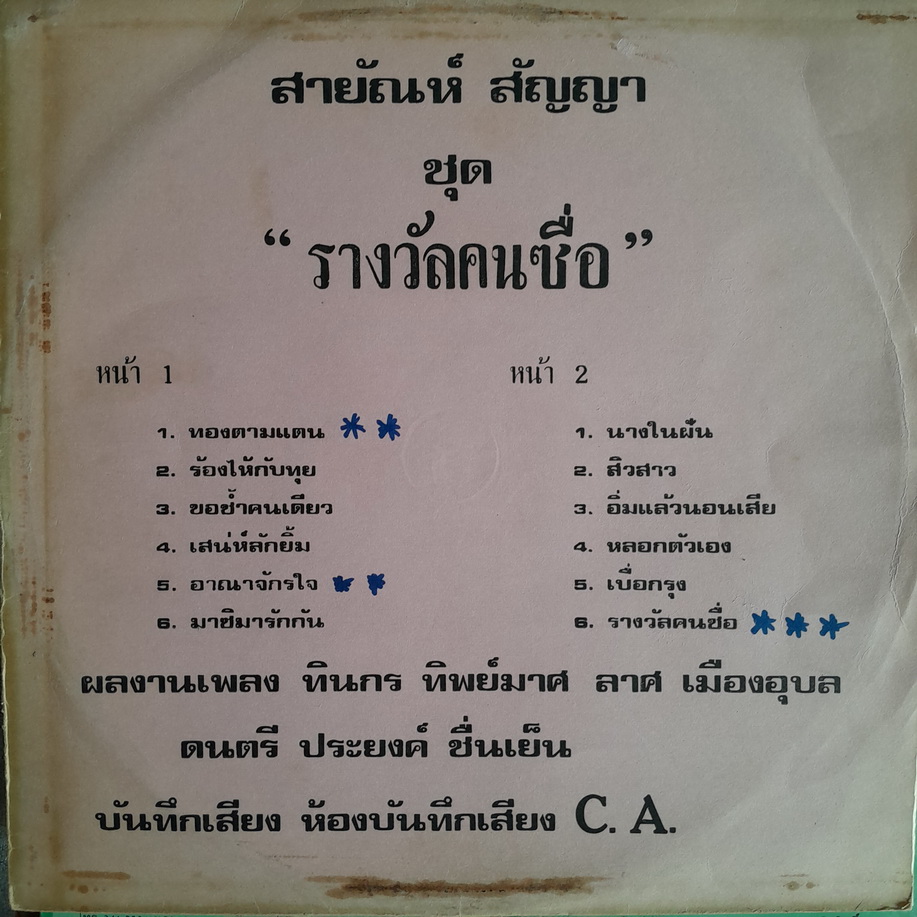 สายัณห์ สัญญา
ชุด
“ รางวัลคนซื่อ ”
หน้า 1
1. ทองตามแตน **
2. ร้องไห้กับทุย
3. ขอช้ำคนเดียว
4. เสน่ห์ลักยิ้ม
5. อาณาจักรใจ **
6. มาซิมารักกัน
หน้า 2
1. นางในฝัน
2. สิวสาว
3. อิ่มแล้วนอนเสีย
4. หลอกตัวเอง
5. เบื่อกรุง
6. รางวัลคนซื่อ ***
ผลงานเพลง ทินกร ทิพย์มาศ ลาศ เมืองอุบล
ดนตรี ประยงค์ ชื่นเย็น
บันทึกเสียง ห้องบันทึกเสียง C. A.